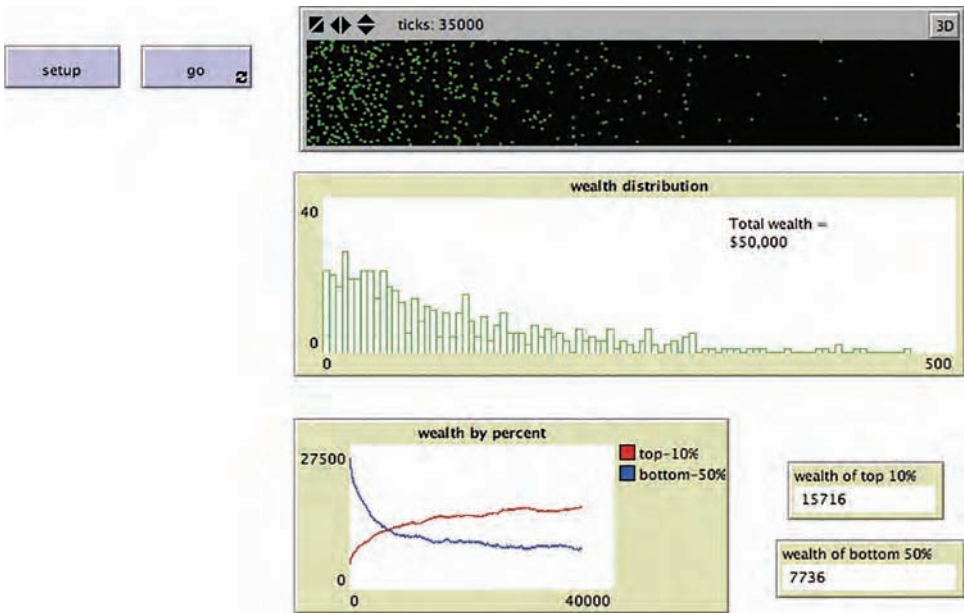 setup
go
ticks: 35000
3D
wealth distribution
40
Total wealth =
$50,000
0
0
500
wealth by percent
27500
top-10%
bottom-50%
0
0
40000
wealth of top 10%
15716
wealth of bottom 50%
7736